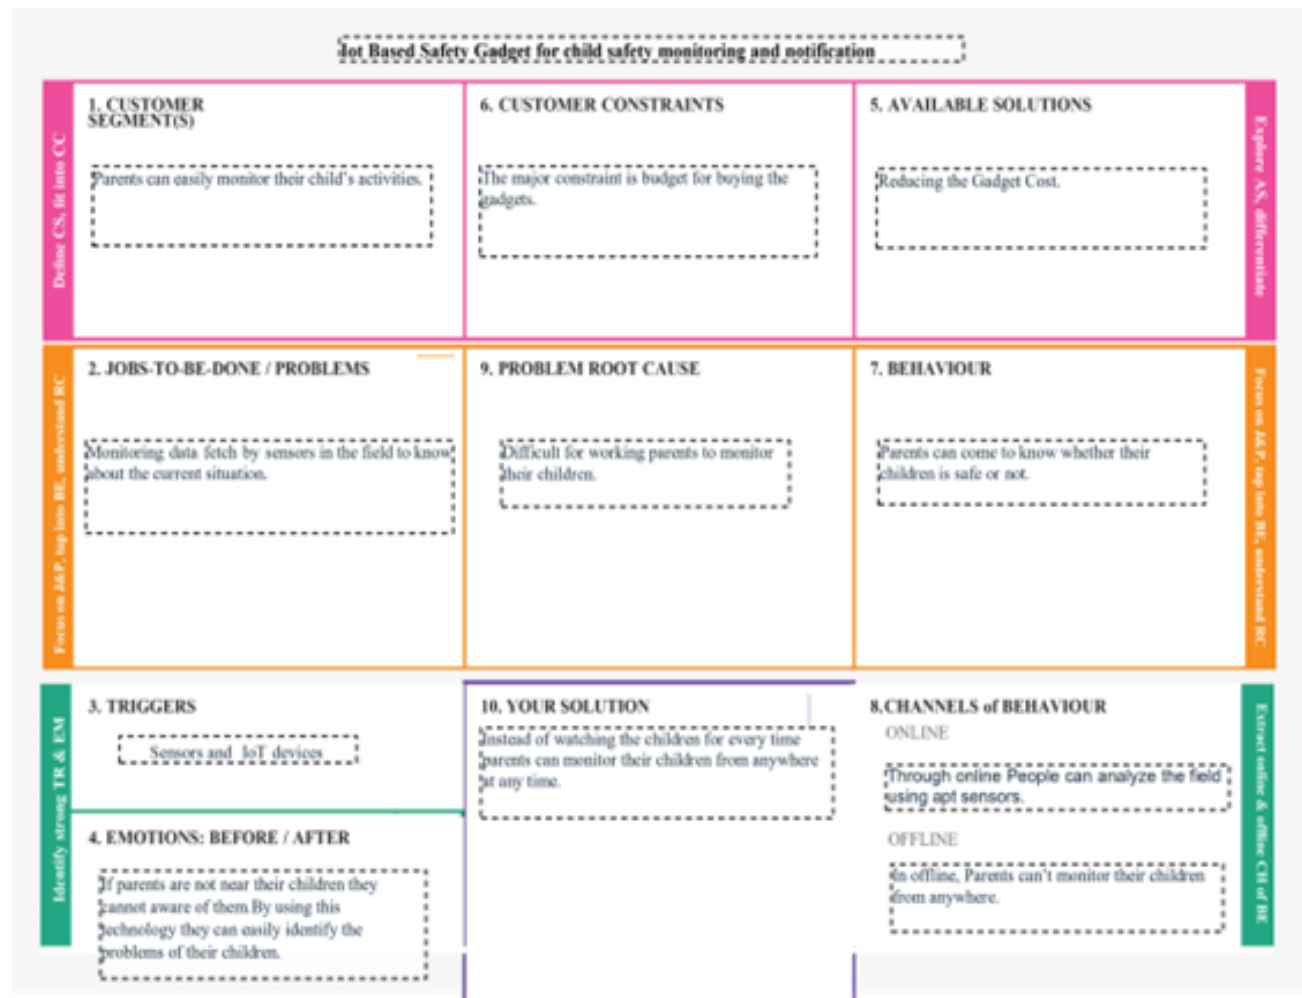 Iot Based Safety Gadget for child safety monitoring and notification
Define CS, fit into CC
1. CUSTOMER
SEGMENT(S)
Parents can easily monitor their child's activities.
6. CUSTOMER CONSTRAINTS
The major constraint is budget for buying the
gadgets.
5. AVAILABLE SOLUTIONS
Reducing the Gadget Cost.
Explore AS, differentiate
Focus on J&P, tap into BE, understand RC
2. JOBS-TO-BE-DONE / PROBLEMS
Monitoring data fetch by sensors in the field to know
about the current situation.
9. PROBLEM ROOT CAUSE
Difficult for working parents to monitor
their children.
7. BEHAVIOUR
Parents can come to know whether their
children is safe or not.
Focus on J&P, tap into BE, understand RC
Identify strong TR & EM
3. TRIGGERS
Sensors and IoT devices
4. EMOTIONS: BEFORE / AFTER
If parents are not near their children they
cannot aware of them.By using this
technology they can easily identify the
problems of their children.
10. YOUR SOLUTION
Instead of watching the children for every time
parents can monitor their children from anywhere
at any time.
8.CHANNELS of BEHAVIOUR
ONLINE
Through online People can analyze the field
using apt sensors.
OFFLINE
In offline, Parents can't monitor their children
from anywhere.
Extract online & offline CH of BE